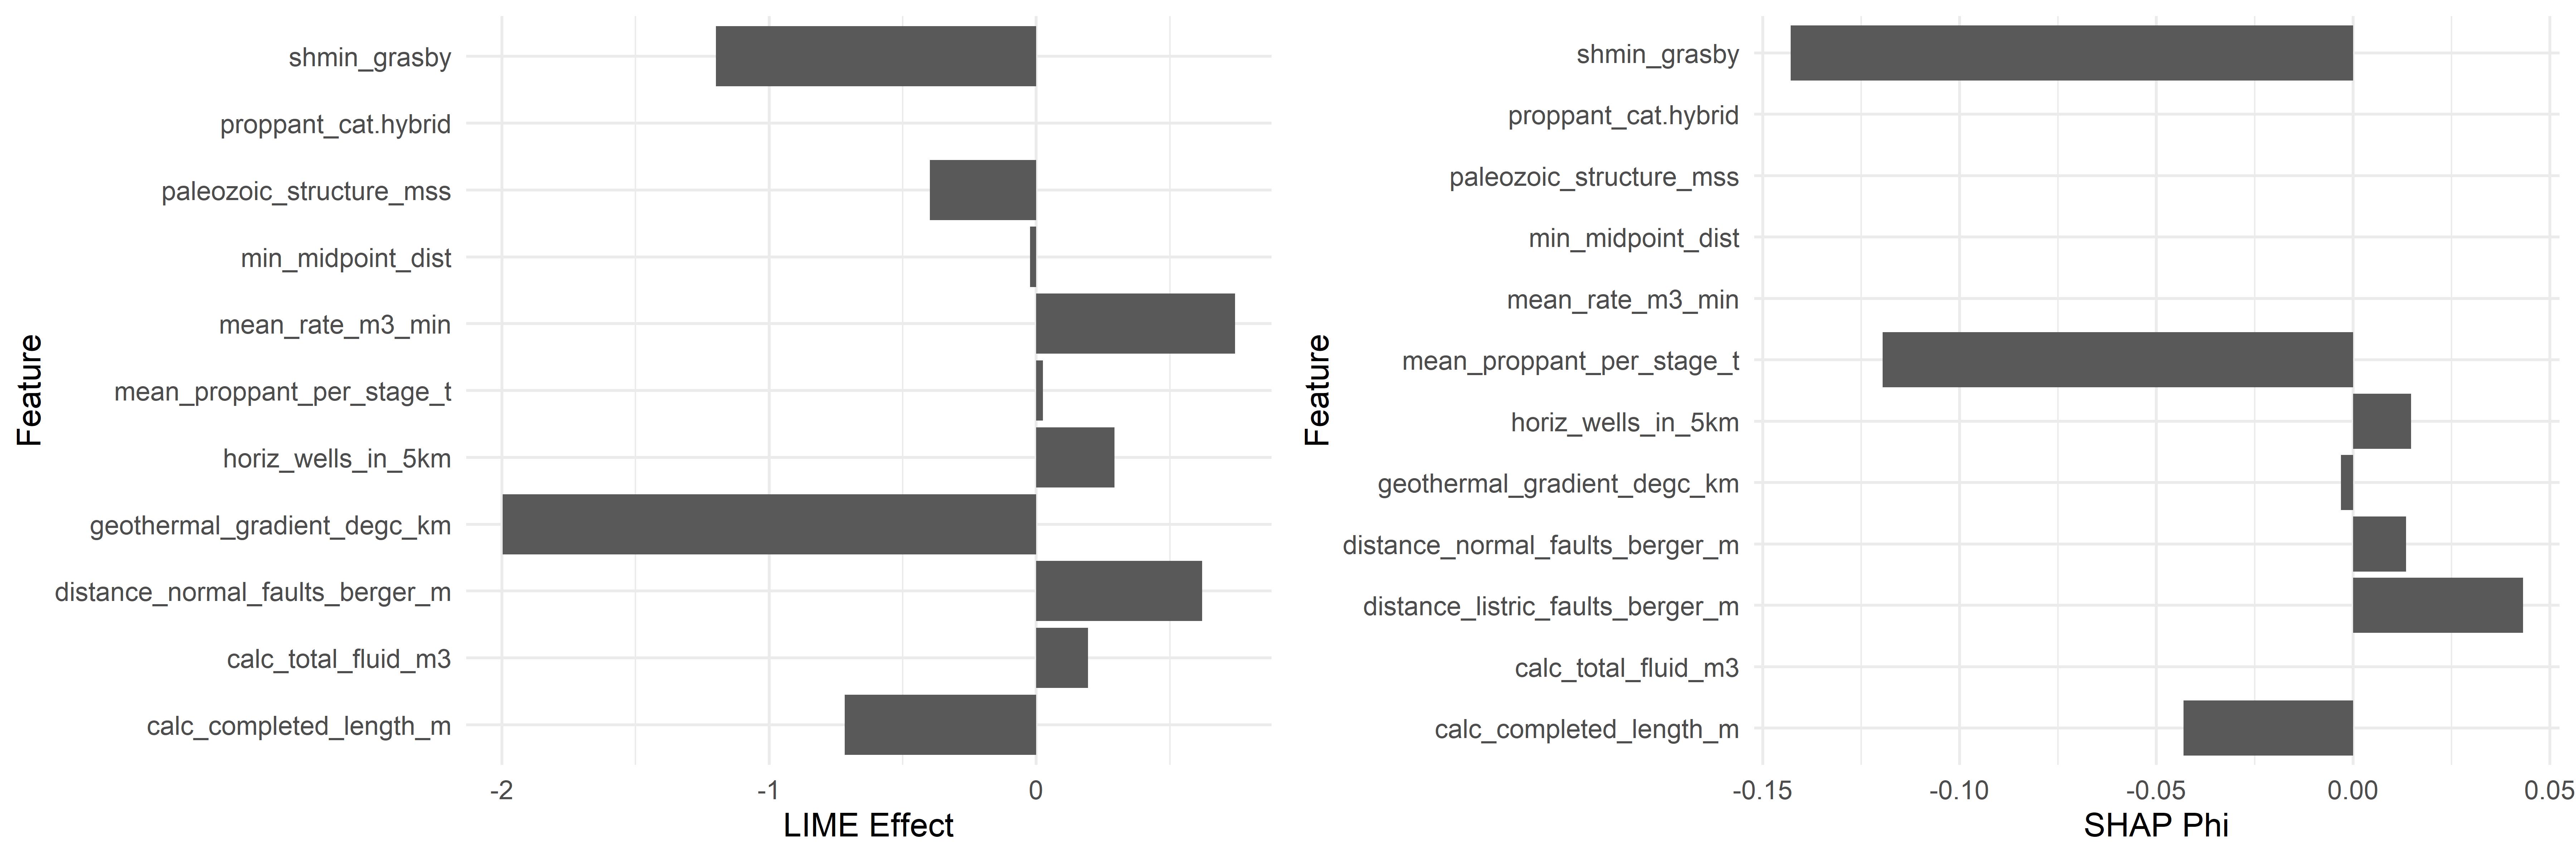 Feature
shmin_grasby
proppant_cat.hybrid
paleozoic_structure_mss
min_midpoint_dist
mean_rate_m3_min
mean_proppant_per_stage_t
horiz_wells_in_5km
geothermal_gradient_degc_km
distance_normal_faults_berger_m
calc_total_fluid_m3
calc_completed_length_m
-2 -1 0
LIME Effect
Feature
shmin_grasby
proppant_cat.hybrid
paleozoic_structure_mss
min_midpoint_dist
mean_rate_m3_min
mean_proppant_per_stage_t
horiz_wells_in_5km
geothermal_gradient_degc_km
distance_normal_faults_berger_m
distance_listric_faults_berger_m
calc_total_fluid_m3
calc_completed_length_m
-0.15 -0.10 -0.05 0.00 0.05
SHAP Phi